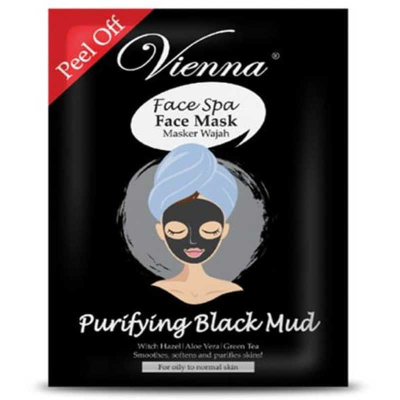 Peel Off
Vienna®
Face Spa
Face Mask
Masker Wajah
Purifying Black Mud
Witch Hazel|Aloe Vera|Green Tea
Smoothes, softens and purifies skins!
For oily to normal skin